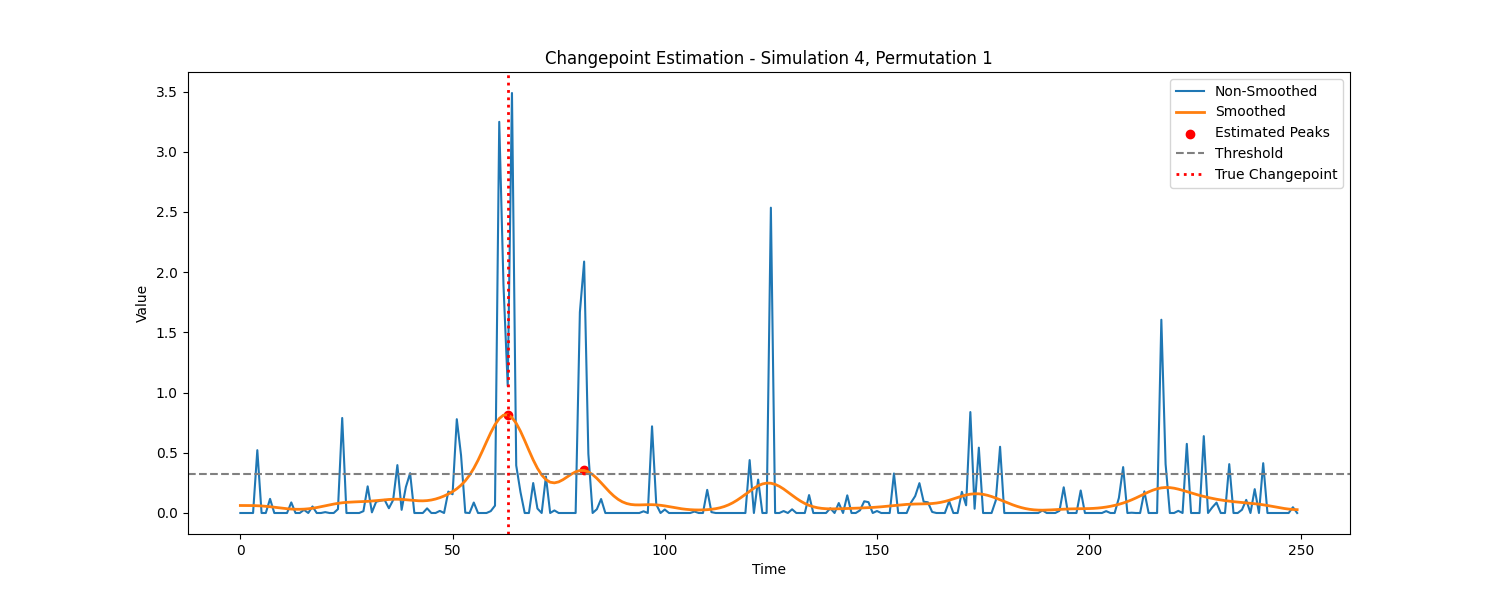 Changepoint Estimation - Simulation 4, Permutation 1
3.5
3.0
2.5
2.0
1.5
1.0
0.5
0.0
Value
0 50 100 150 200 250
Time
Non-Smoothed
Smoothed
Estimated Peaks
Threshold
True Changepoint